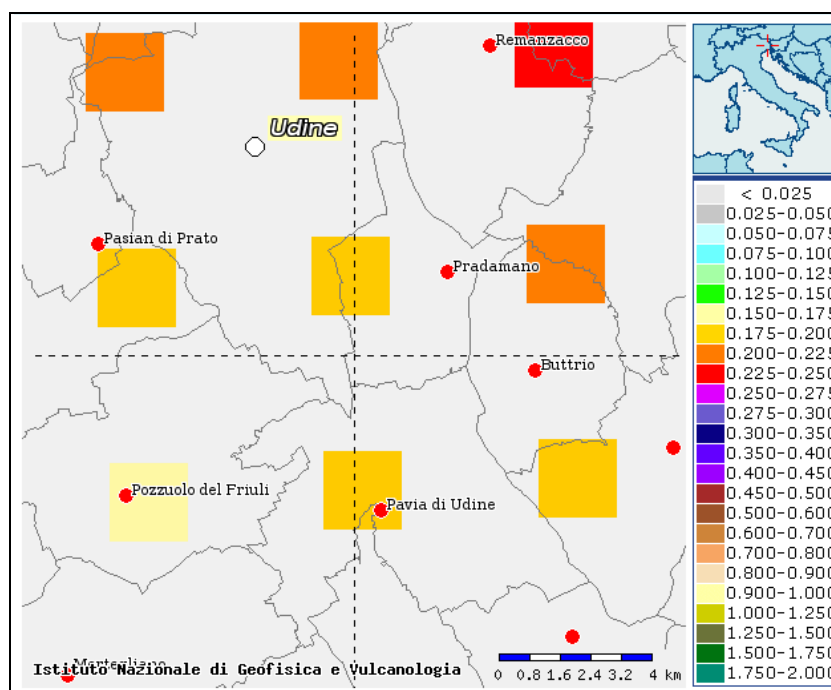 Remanzacco
Udine
Pasian di Prato
Pradamano
Buttrio
Pozzuolo del Friuli
Pavia di Udine
Istituto Nazionale di Geofisica e Vulcanologia
0 0.8 1.6 2.4 3.2 4 km
< 0.025
0.025-0.050
0.050-0.075
0.075-0.100
0.100-0.125
0.125-0.150
0.150-0.175
0.175-0.200
0.200-0.225
0.225-0.250
0.250-0.275
0.275-0.300
0.300-0.350
0.350-0.400
0.400-0.450
0.450-0.500
0.500-0.600
0.600-0.700
0.700-0.800
0.800-0.900
0.900-1.000
1.000-1.250
1.250-1.500
1.500-1.750
1.750-2.000